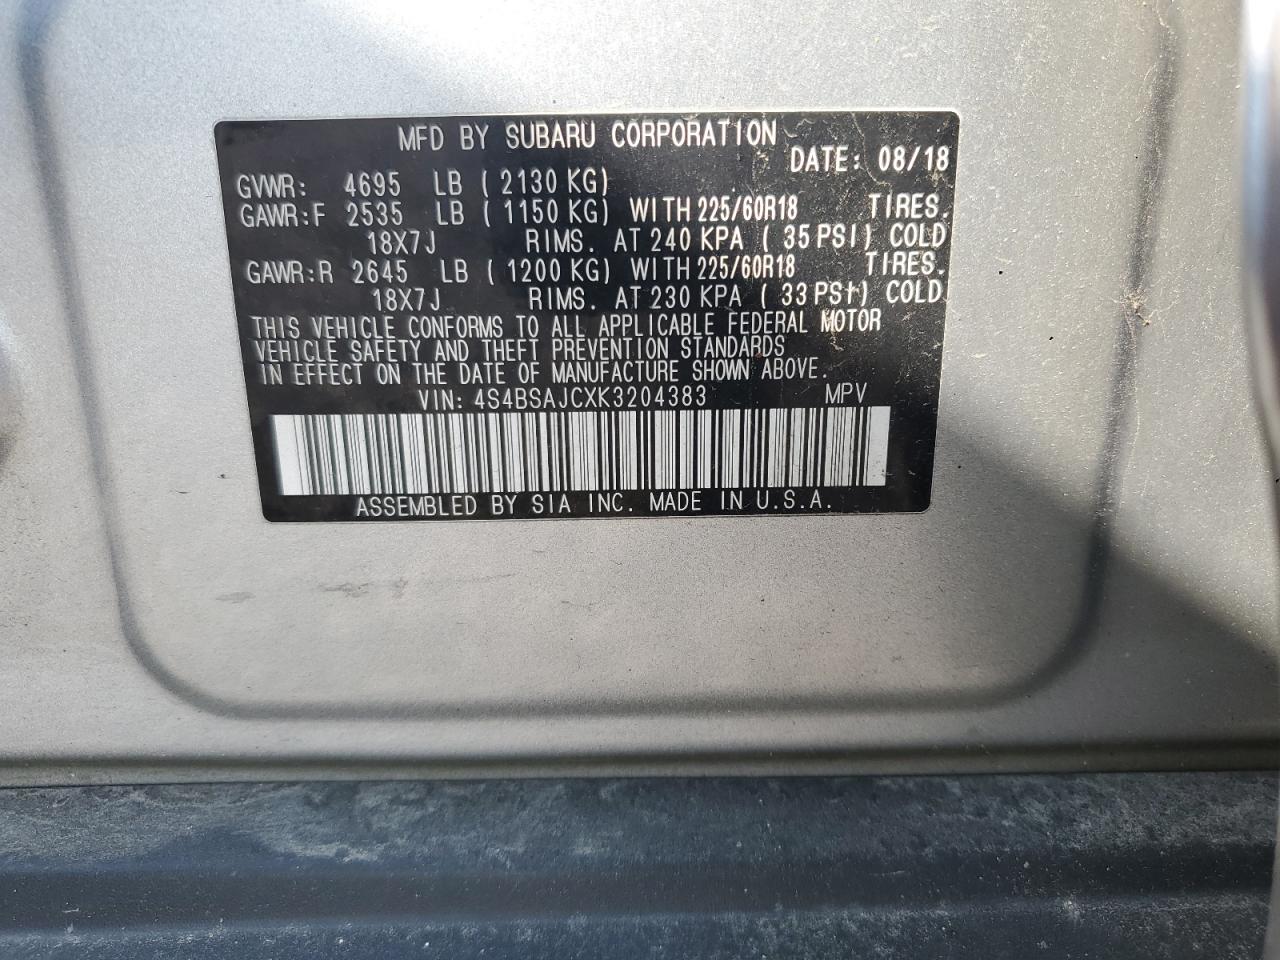 MFD BY SUBARU CORPORATION
DATE: 08/18
GVWR: 4695 LB (2130 KG)
GAWR:F 2535 LB (1150 KG) WITH 225/60R18 TIRES.
18X7J RIMS. AT 240 KPA (35 PSI) COLD
GAWR:R 2645 LB (1200 KG) WITH 225/60R18 TIRES.
18X7J RIMS. AT 230 KPA (33 PSI) COLD
THIS VEHICLE CONFORMS TO ALL APPLICABLE FEDERAL MOTOR
VEHICLE SAFETY AND THEFT PREVENTION STANDARDS
IN EFFECT ON THE DATE OF MANUFACTURE SHOWN ABOVE.
VIN: 4S4BSAJCXK3204383 MPV
ASSEMBLED BY SIA INC. MADE IN U.S.A.